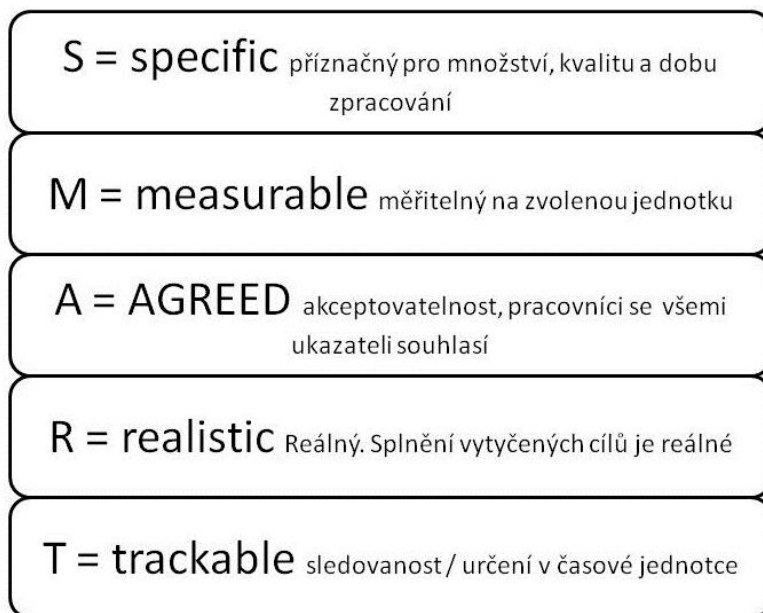 S = specific příznačný pro množství, kvalitu a dobu
zpracování
M = measurable měřitelný na zvolenou jednotku
A = AGREED akceptovatelnost, pracovníci se všemi
ukazateli souhlasí
R = realistic Reálný. Splnění vytyčených cílů je reálné
T = trackable sledovanost / určení v časové jednotce